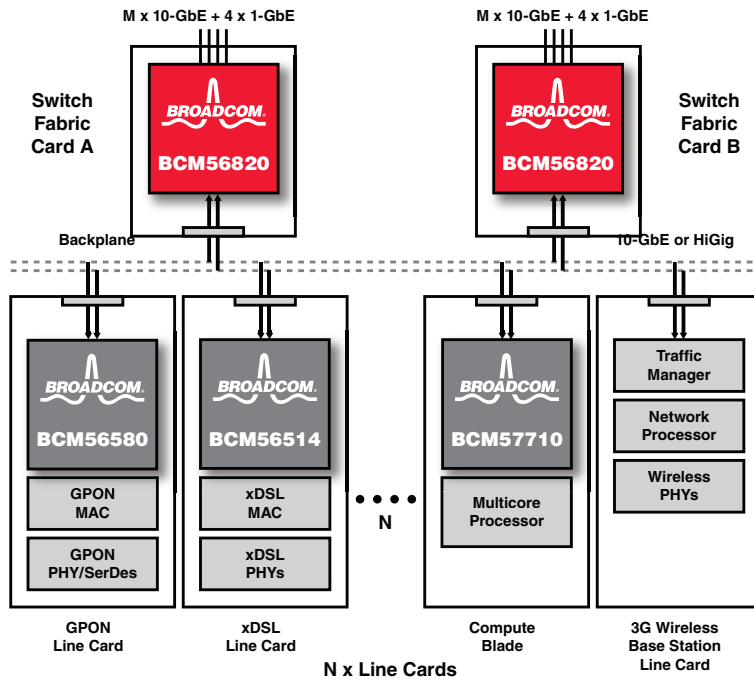 M x 10-GbE + 4 x 1-GbE
M x 10-GbE + 4 x 1-GbE
Switch
Fabric
Card A
BROADCOM®
BCM56820
BROADCOM®
BCM56820
Switch
Fabric
Card B
Backplane
10-GbE or HiGig
BROADCOM®
BCM56580
GPON
MAC
GPON
PHY/SerDes
BROADCOM®
BCM56514
xDSL
MAC
xDSL
PHYs
N
BROADCOM®
BCM57710
Multicore
Processor
Traffic
Manager
Network
Processor
Wireless
PHYs
GPON
Line Card
xDSL
Line Card
Compute
Blade
3G Wireless
Base Station
Line Card
N x Line Cards